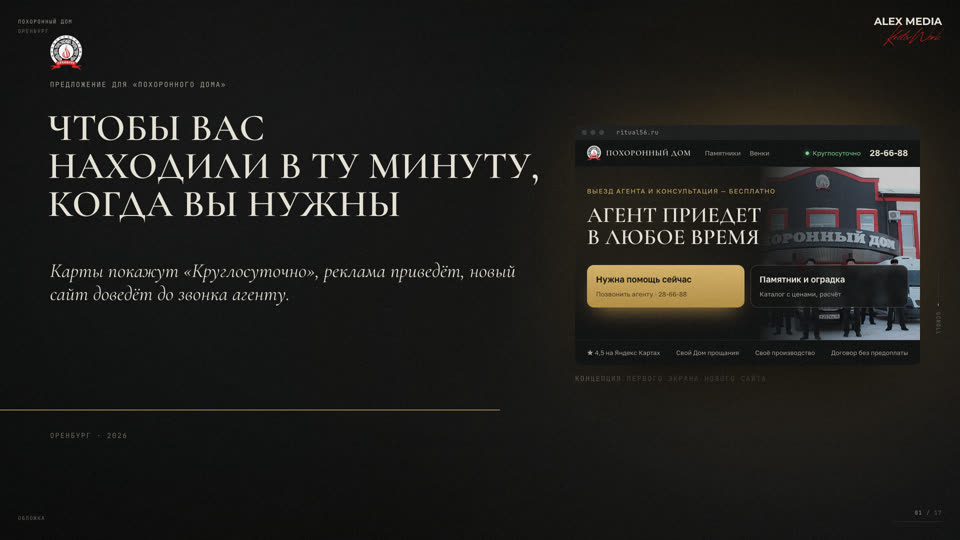 ПОХОРОННЫЙ ДОМ
ОРЕНБУРГ
ALEX MEDIA
ПРЕДЛОЖЕНИЕ ДЛЯ «ПОХОРОННОГО ДОМА»
ЧТОБЫ ВАС
НАХОДИЛИ В ТУ МИНУТУ,
КОГДА ВЫ НУЖНЫ
Карты покажут «Круглосуточно», реклама приведёт, новый
сайт доведёт до звонка агенту.
ritual56.ru
ПОХОРОННЫЙ ДОМ Памятники Венки Круглосуточно 28-66-88
ВЫЕЗД АГЕНТА И КОНСУЛЬТАЦИЯ — БЕСПЛАТНО
АГЕНТ ПРИЕДЕТ
В ЛЮБОЕ ВРЕМЯ
Нужна помощь сейчас
Позвонить агенту · 28-66-88
Памятник и оградка
Каталог с ценами, расчёт
★ 4,5 на Яндекс Картах Свой Дом прощания Своё производство Договор без предоплаты
КОНЦЕПЦИЯ ПЕРВОГО ЭКРАНА НОВОГО САЙТА
SCROLL
ОРЕНБУРГ · 2026
ОБЛОЖКА
01 / 17